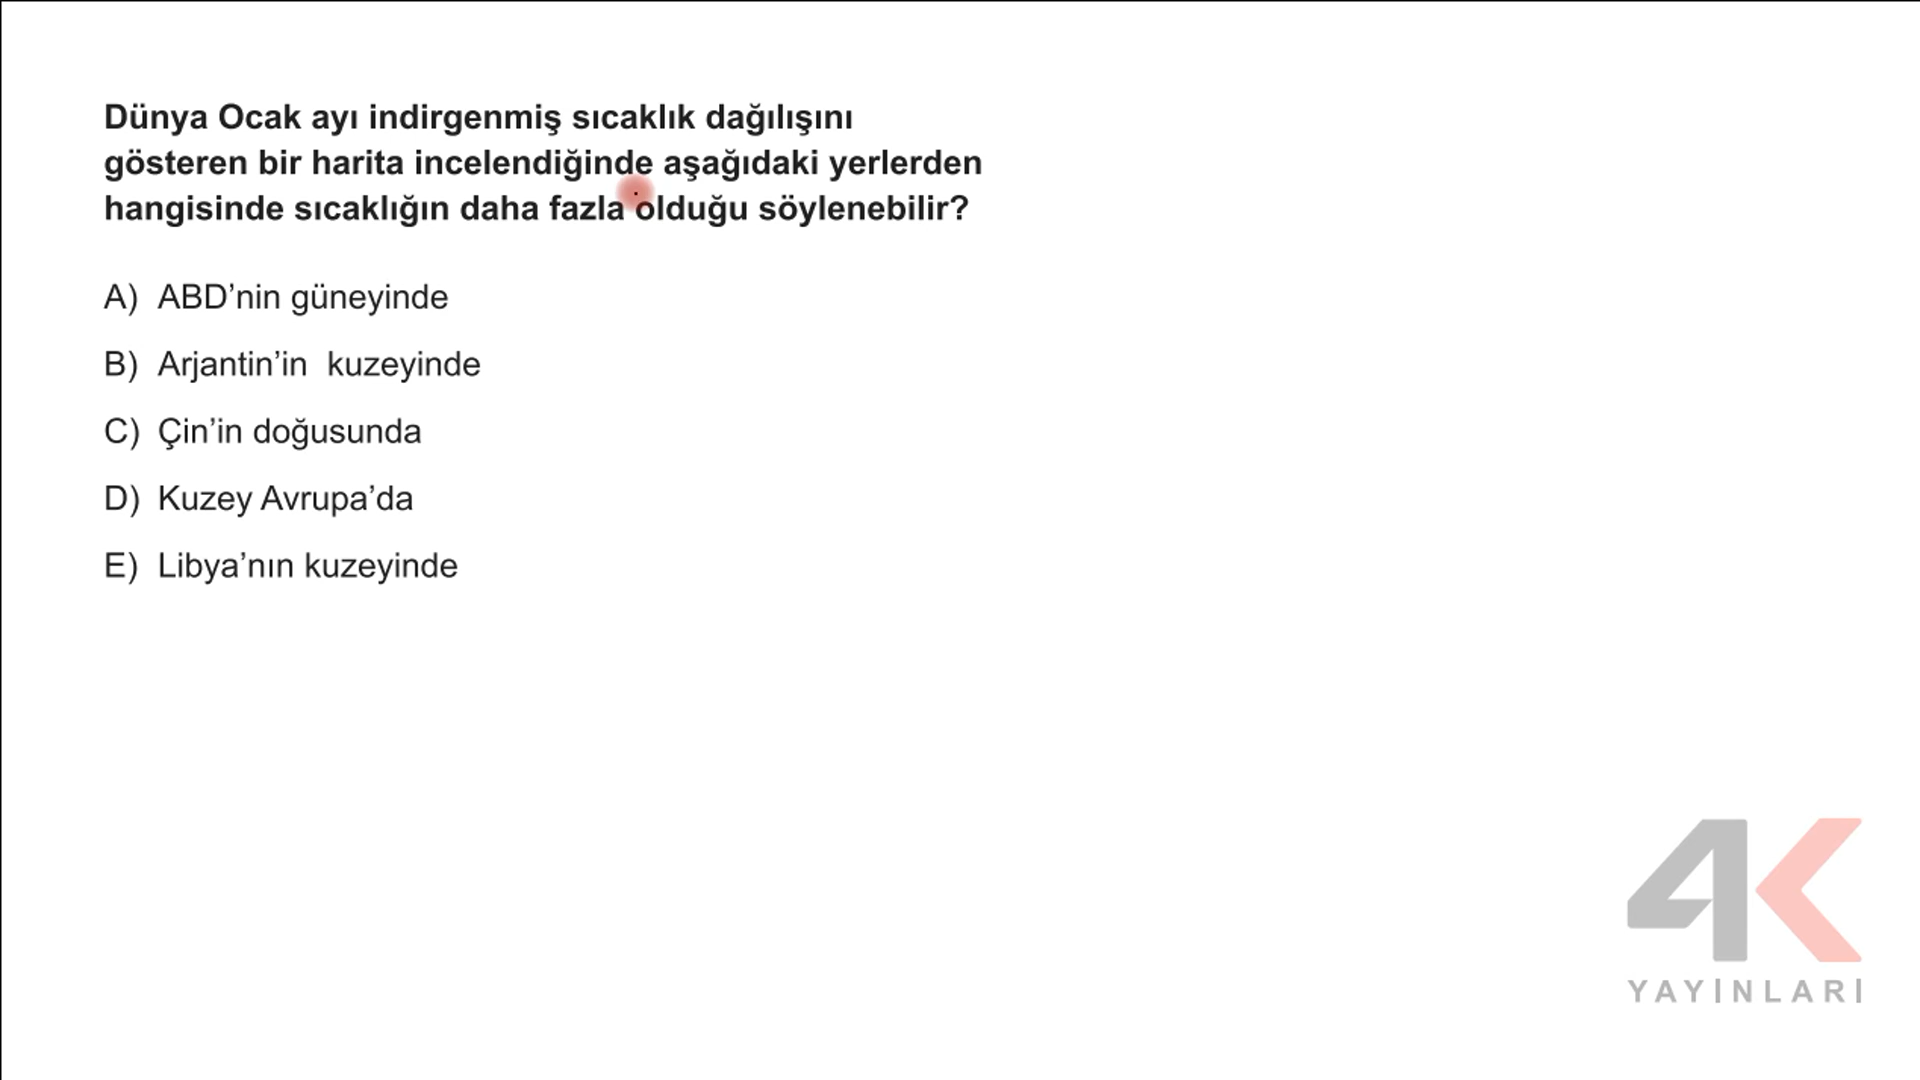 Dünya Ocak ayı indirgenmiş sıcaklık dağılışını
gösteren bir harita incelendiğinde aşağıdaki yerlerden
hangisinde sıcaklığın daha fazla olduğu söylenebilir?
A) ABD’nin güneyinde
B) Arjantin’in kuzeyinde
C) Çin’in doğusunda
D) Kuzey Avrupa’da
E) Libya’nın kuzeyinde
4K
YAYINLARI